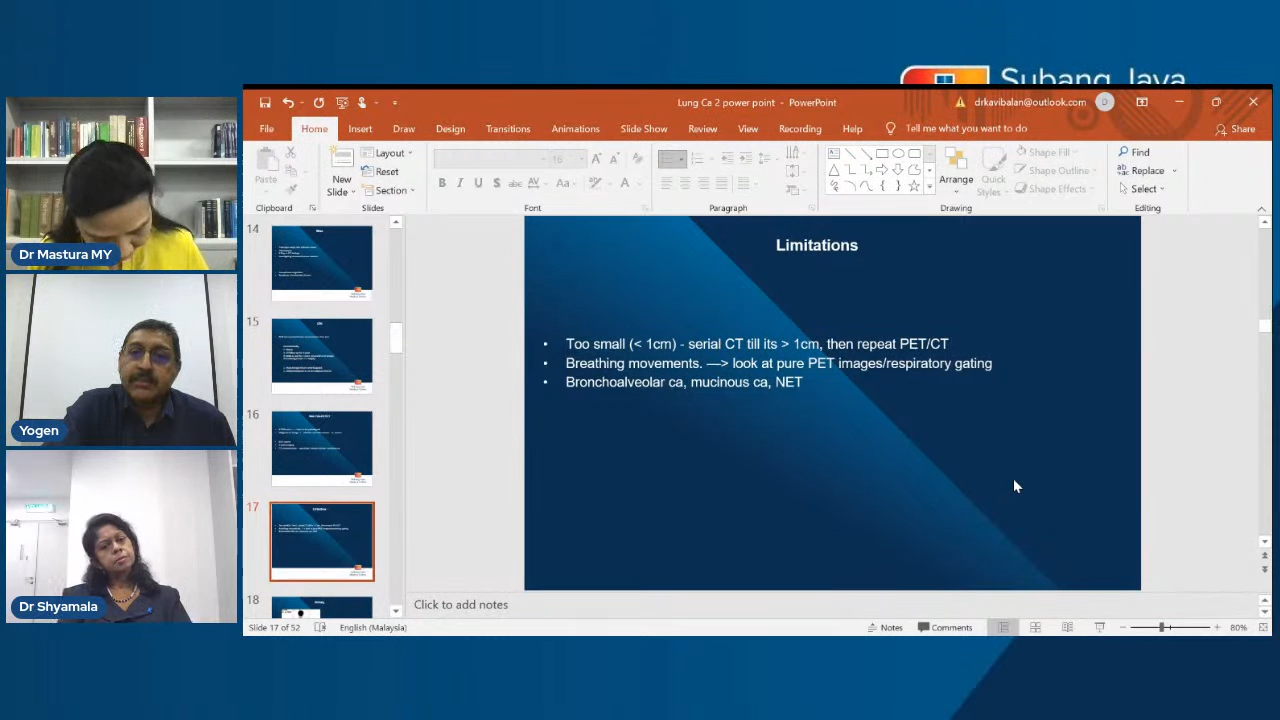 Subang Jaya
Lung Ca 2 power point - PowerPoint
drkavibalan@outlook.com
D
File
Home
Insert
Draw
Design
Transitions
Animations
Slide Show
Review
View
Recording
Help
Tell me what you want to do
Share
Paste
Clipboard
New
Slide
Layout
Reset
Section
Slides
16
B I U S abc AV Aa A
Font
Paragraph
Arrange
Quick
Styles
Shape Fill
Shape Outline
Shape Effects
Drawing
Find
Replace
Select
Editing
Dr Mastura MY
Yogen
Dr Shyamala
14
15
16
17
18
Limitations
• Too small (< 1cm) - serial CT till its > 1cm, then repeat PET/CT
• Breathing movements. —> look at pure PET images/respiratory gating
• Bronchoalveolar ca, mucinous ca, NET
Click to add notes
Slide 17 of 52
English (Malaysia)
Notes
Comments
80%